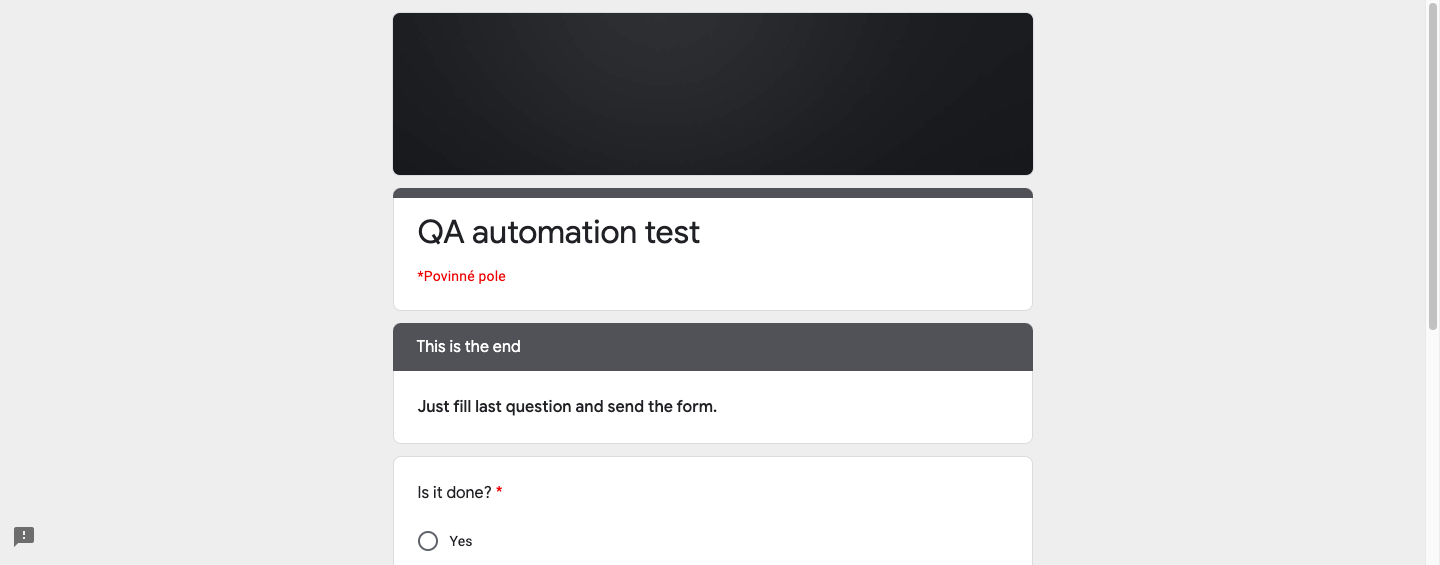 QA automation test
*Povinné pole
This is the end
Just fill last question and send the form.
Is it done? *
Yes